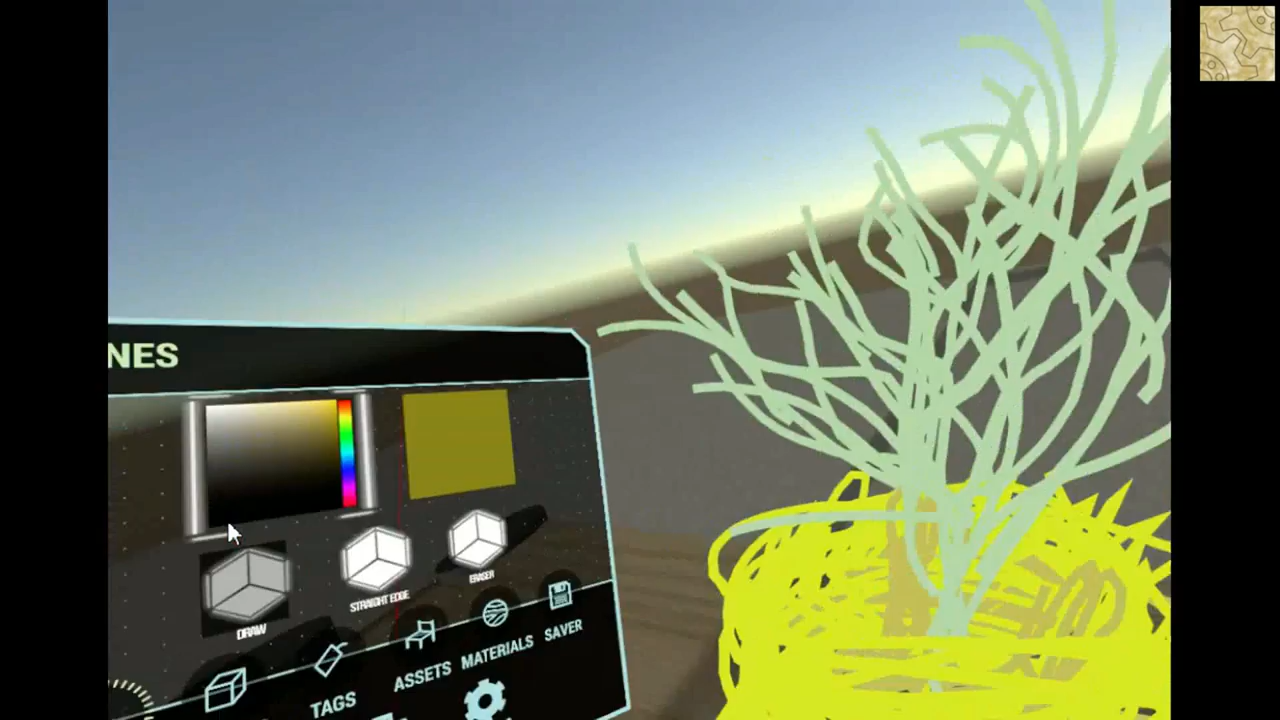 NES
STRAIGHT EDGE
ERASER
DRAW
TAGS
ASSETS
MATERIALS
SAVER